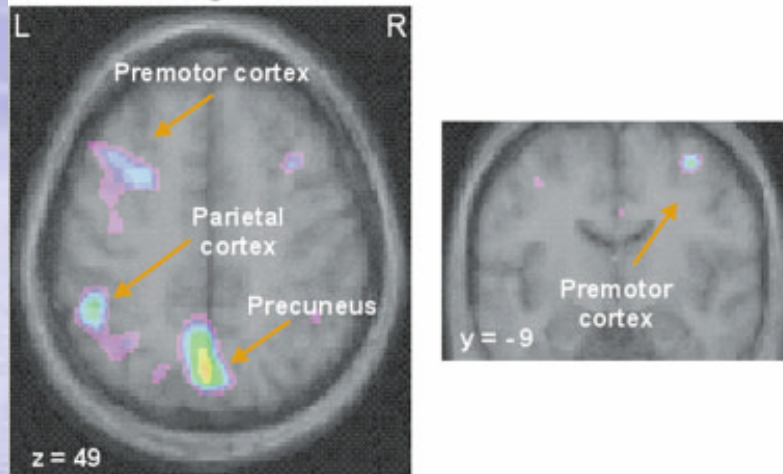 L
R
Premotor cortex
Parietal
cortex
Precuneus
z = 49
Premotor
cortex
y = -9